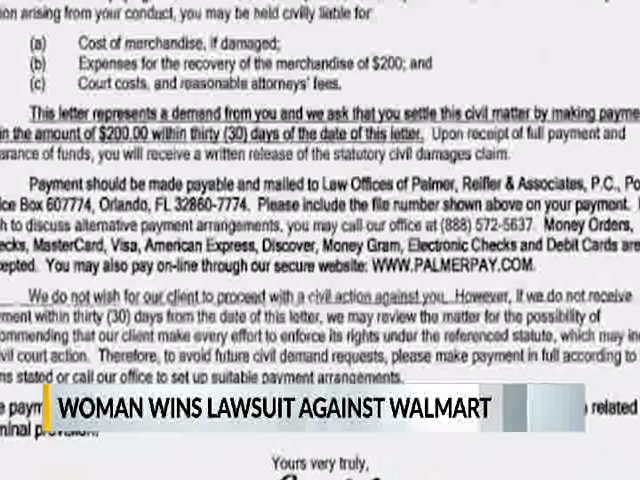 ion arising from your conduct, you may be held civilly liable for
(a) Cost of merchandise, if damaged;
(b) Expenses for the recovery of the merchandise of $200; and
(c) Court costs, and reasonable attorneys' fees.
This letter represents a demand from you and we ask that you settle this civil matter by making payme
in the amount of $200.00 within thirty (30) days of the date of this letter. Upon receipt of full payment and
arance of funds, you will receive a written release of the statutory civil damages claim.
Payment should be made payable and mailed to Law Offices of Palmer, Reifler & Associates, P.C., Po
ice Box 607774, Orlando, FL 32860-7774. Please include the file number shown above on your payment.
h to discuss alternative payment arrangements, you may call our office at (888) 572-5637. Money Orders,
ecks, MasterCard, Visa, American Express, Discover, Money Gram, Electronic Checks and Debit Cards are
cepted. You may also pay on-line through our secure website: WWW.PALMERPAY.COM.
We do not wish for our client to proceed with a civil action against you. However, if we do not receive
yment within thirty (30) days from the date of this letter, we may review the matter for the possibility of
ommending that our client make every effort to enforce its rights under the referenced statute, which may in
vil court action. Therefore, to avoid future civil demand requests, please make payment in full according to
ns stated or call our office to set up suitable payment arrangements.
e paym
related
WOMAN WINS LAWSUIT AGAINST WALMART
minal
Yours very truly,